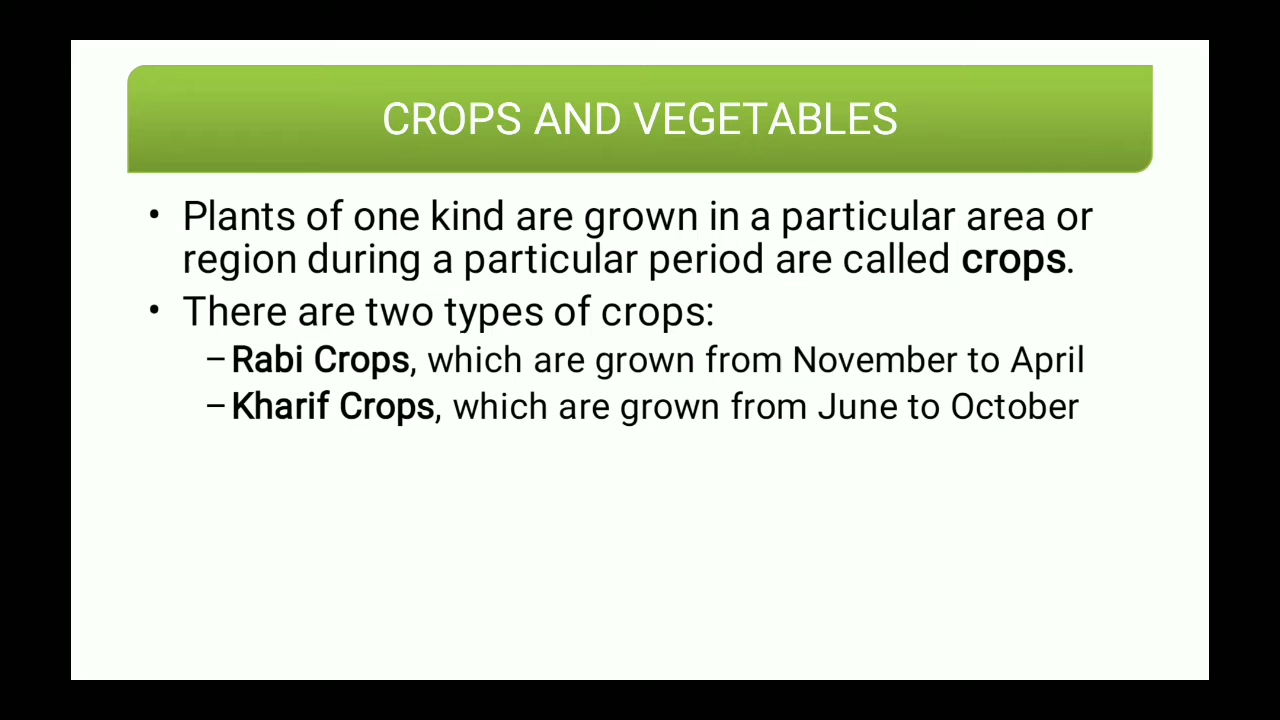 CROPS AND VEGETABLES
• Plants of one kind are grown in a particular area or
region during a particular period are called crops.
• There are two types of crops:
–Rabi Crops, which are grown from November to April
–Kharif Crops, which are grown from June to October